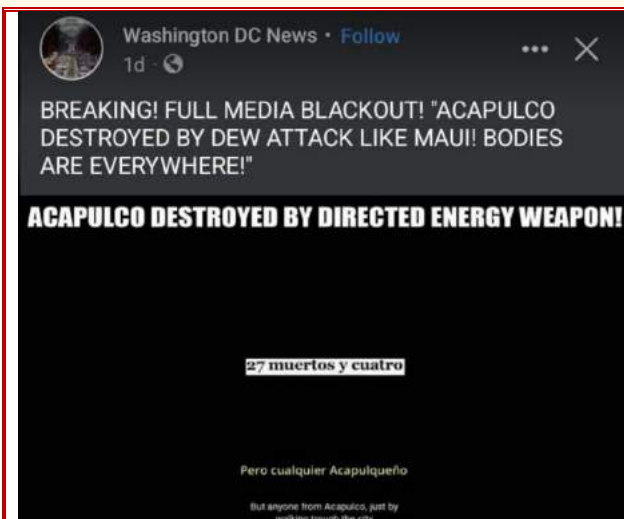 Washington DC News · Follow
1d ·
BREAKING! FULL MEDIA BLACKOUT! "ACAPULCO
DESTROYED BY DEW ATTACK LIKE MAUI! BODIES
ARE EVERYWHERE!"
ACAPULCO DESTROYED BY DIRECTED ENERGY WEAPON!
27 muertos y cuatro
Pero cualquier Acapulqueño
But anyone from Acapulco, just by
walking trough the city